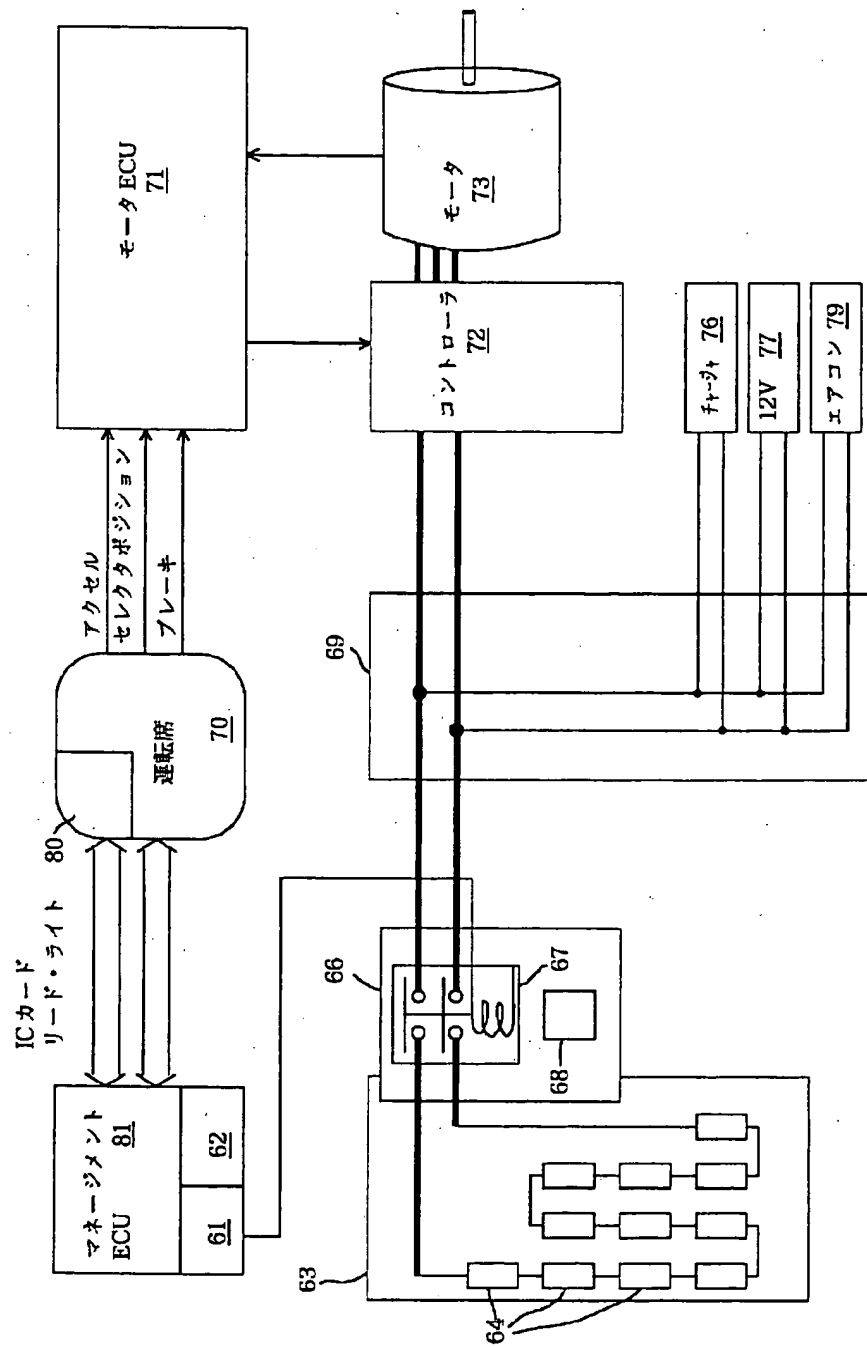 ICカード
リード・ライト
マネージメント
ECU 81
61
62
80
運転席
70
アクセル
セレクタポジション
ブレーキ
モータECU
71
63
64
66
67
68
69
コントローラ
72
モータ
73
チャージャ 76
12V 77
エアコン 79